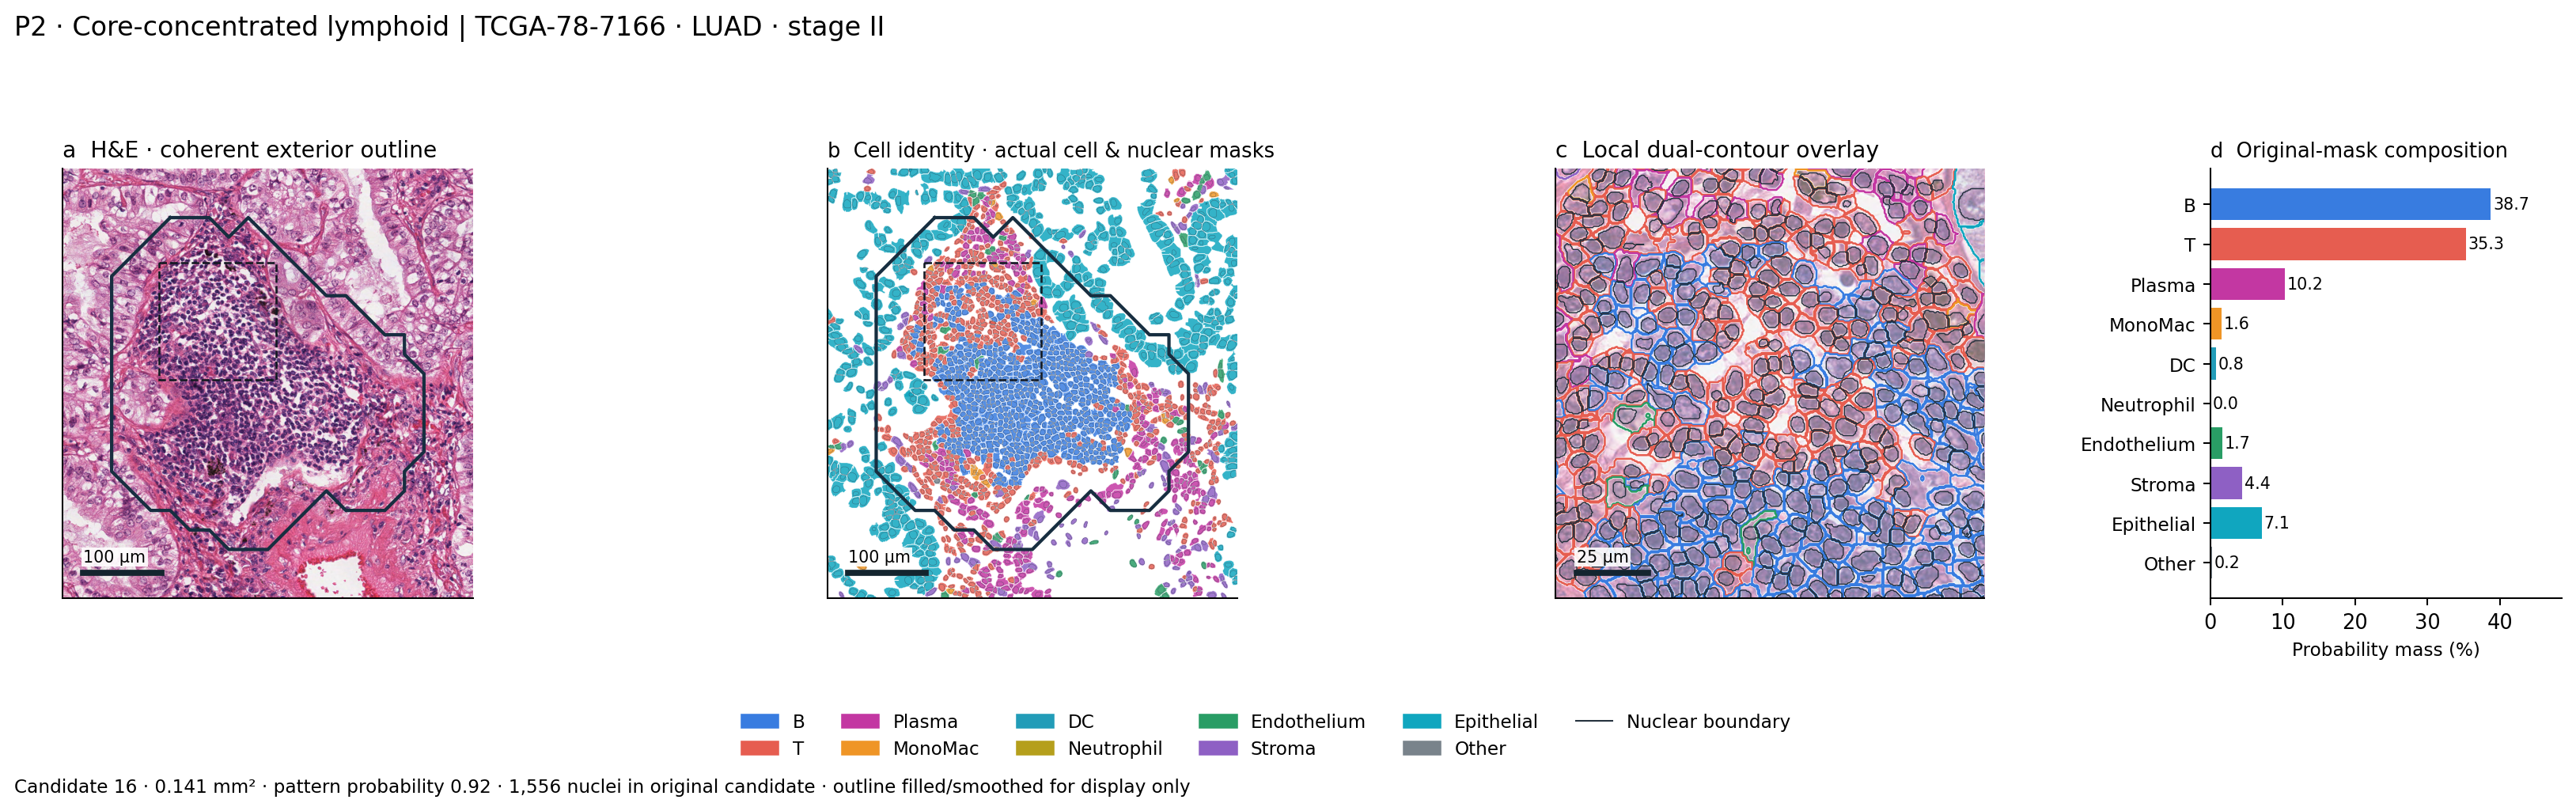 P2 · Core-concentrated lymphoid | TCGA-78-7166 · LUAD · stage II
a H&E · coherent exterior outline
100 µm
b Cell identity · actual cell & nuclear masks
100 µm
c Local dual-contour overlay
25 µm
d Original-mask composition
B 38.7
T 35.3
Plasma 10.2
MonoMac 1.6
DC 0.8
Neutrophil 0.0
Endothelium 1.7
Stroma 4.4
Epithelial 7.1
Other 0.2
0 10 20 30 40
Probability mass (%)
B Plasma DC Endothelium Epithelial Nuclear boundary
T MonoMac Neutrophil Stroma Other
Candidate 16 · 0.141 mm² · pattern probability 0.92 · 1,556 nuclei in original candidate · outline filled/smoothed for display only